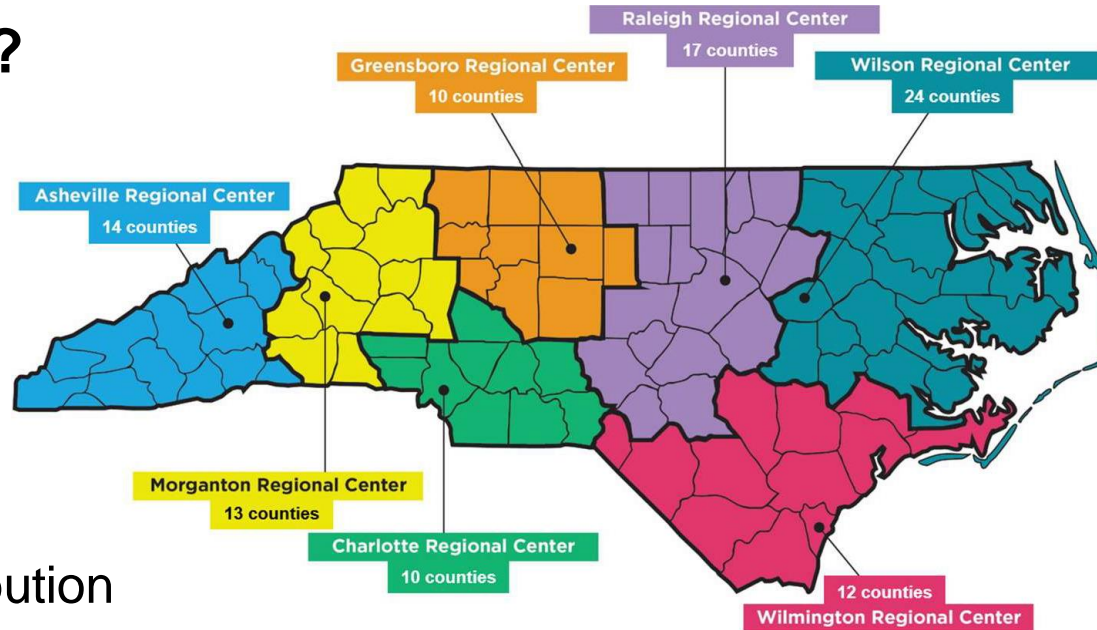 ?
Raleigh Regional Center
17 counties
Greensboro Regional Center
10 counties
Wilson Regional Center
24 counties
Asheville Regional Center
14 counties
Morganton Regional Center
13 counties
Charlotte Regional Center
10 counties
12 counties
Wilmington Regional Center